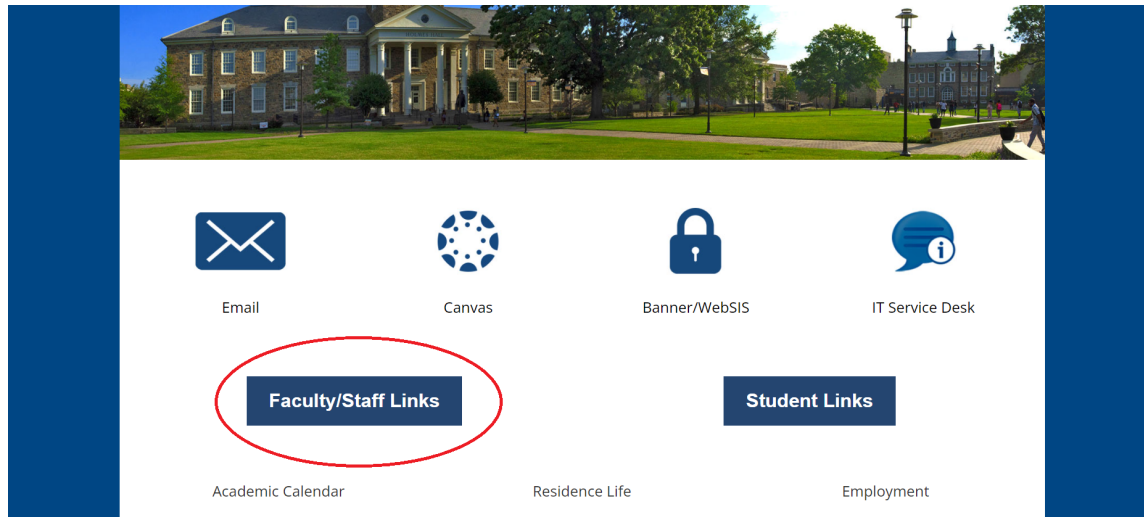 Email
Canvas
Banner/WebSIS
IT Service Desk
Faculty/Staff Links
Student Links
Academic Calendar
Residence Life
Employment